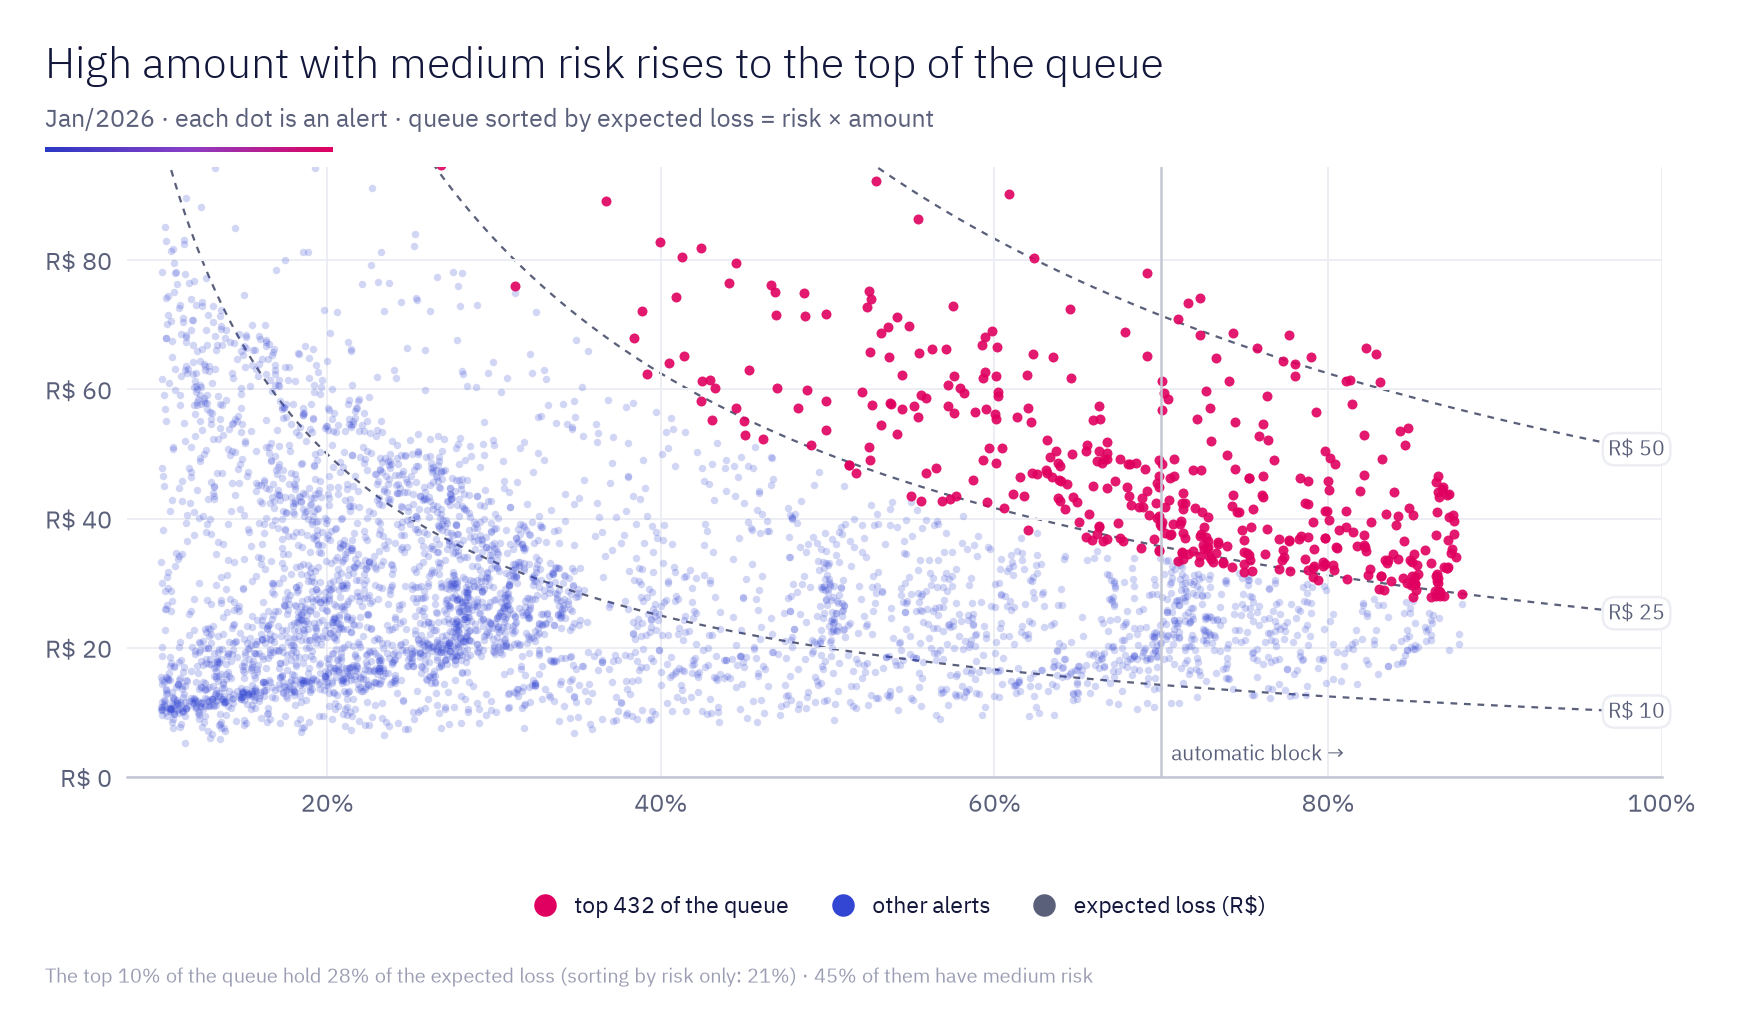 High amount with medium risk rises to the top of the queue
Jan/2026 · each dot is an alert · queue sorted by expected loss = risk × amount
R$ 80
R$ 60
R$ 40
R$ 20
R$ 0
R$ 50
R$ 25
R$ 10
automatic block →
20%
40%
60%
80%
100%
top 432 of the queue
other alerts
expected loss (R$)
The top 10% of the queue hold 28% of the expected loss (sorting by risk only: 21%) · 45% of them have medium risk